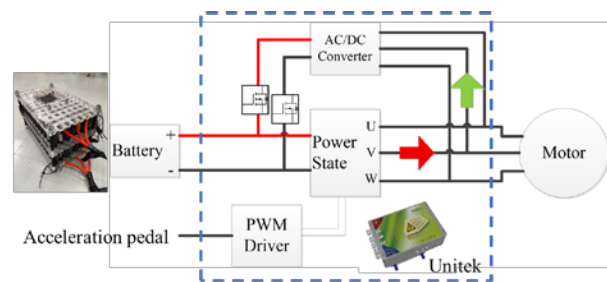 AC/DC
Converter
+
Battery
-
Power
State
U
V
W
Motor
Acceleration pedal
PWM
Driver
Unitek